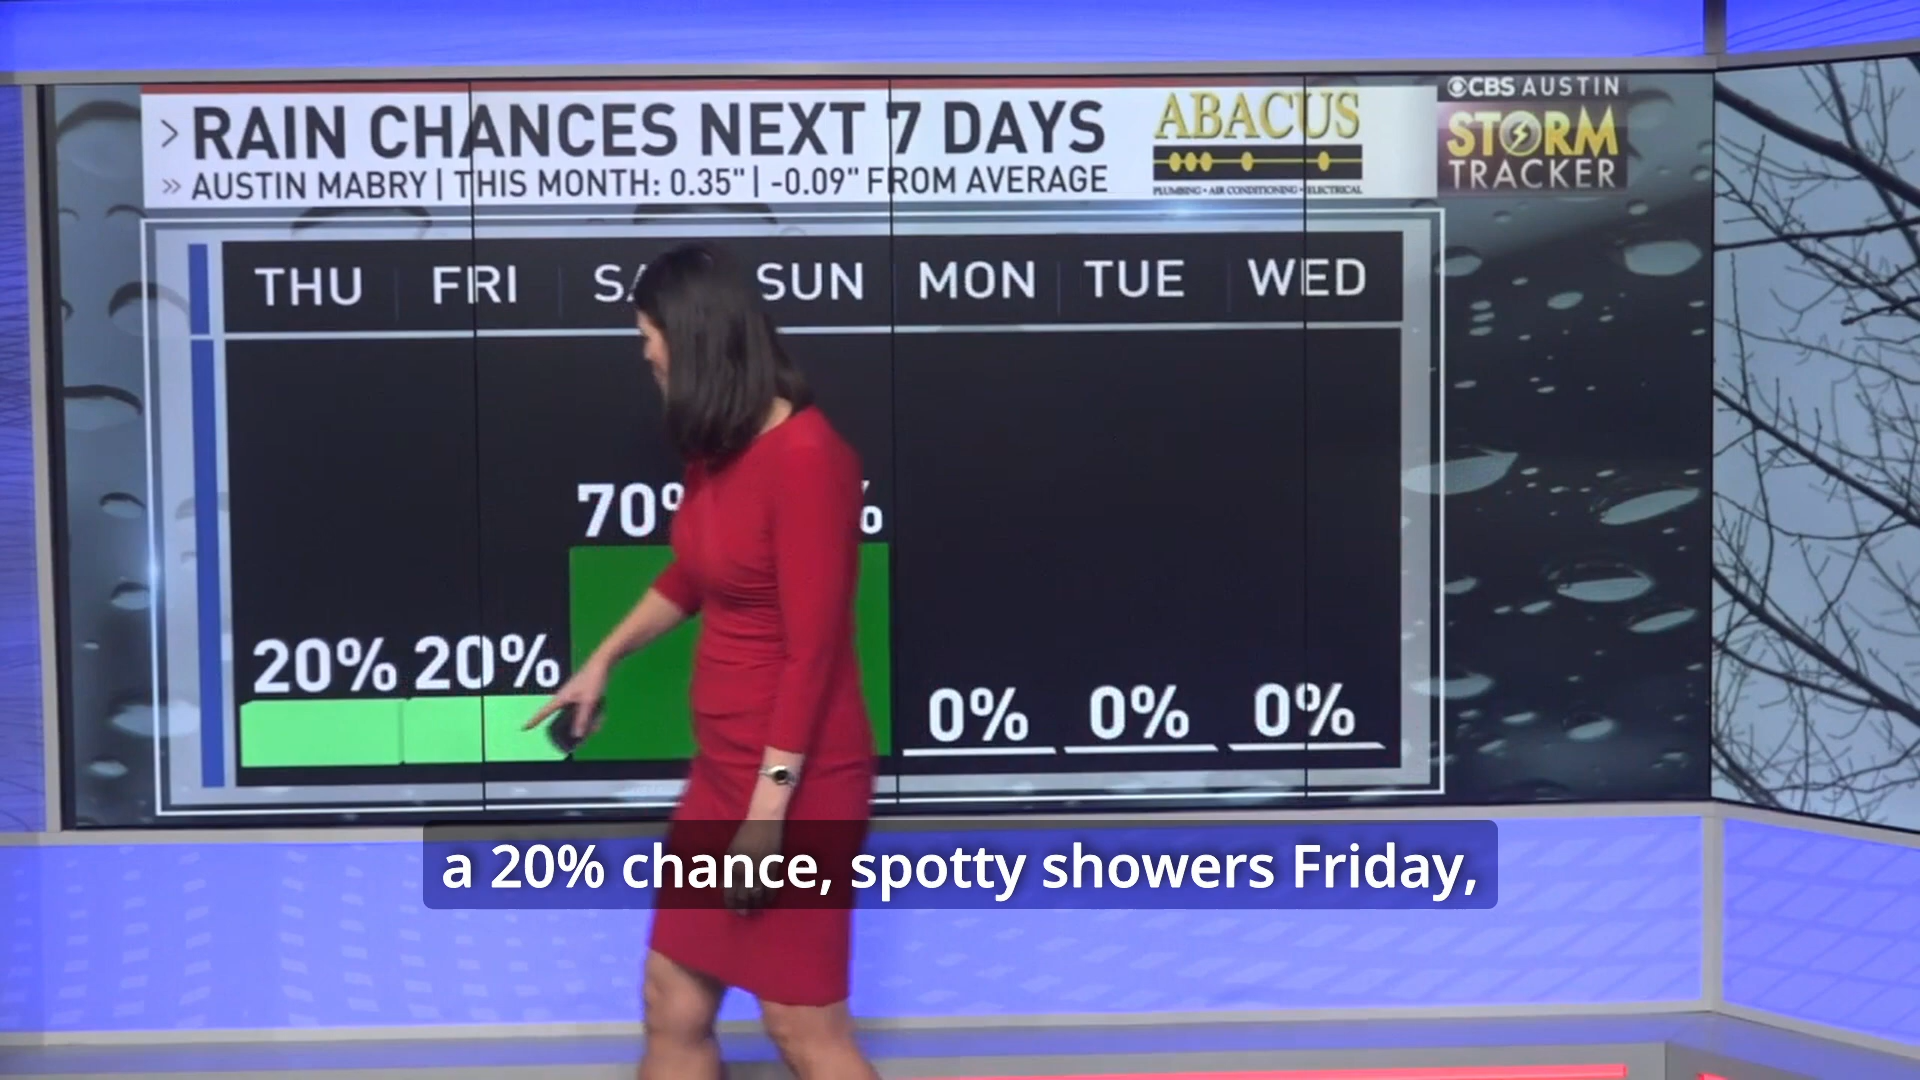 > RAIN CHANCES NEXT 7 DAYS
» AUSTIN MABRY | THIS MONTH: 0.35" | -0.09" FROM AVERAGE
ABACUS
PLUMBING • AIR CONDITIONING • ELECTRICAL
CBS AUSTIN
STORM
TRACKER
THU FRI SUN MON TUE WED
70% %
20% 20% 0% 0% 0%
a 20% chance, spotty showers Friday,